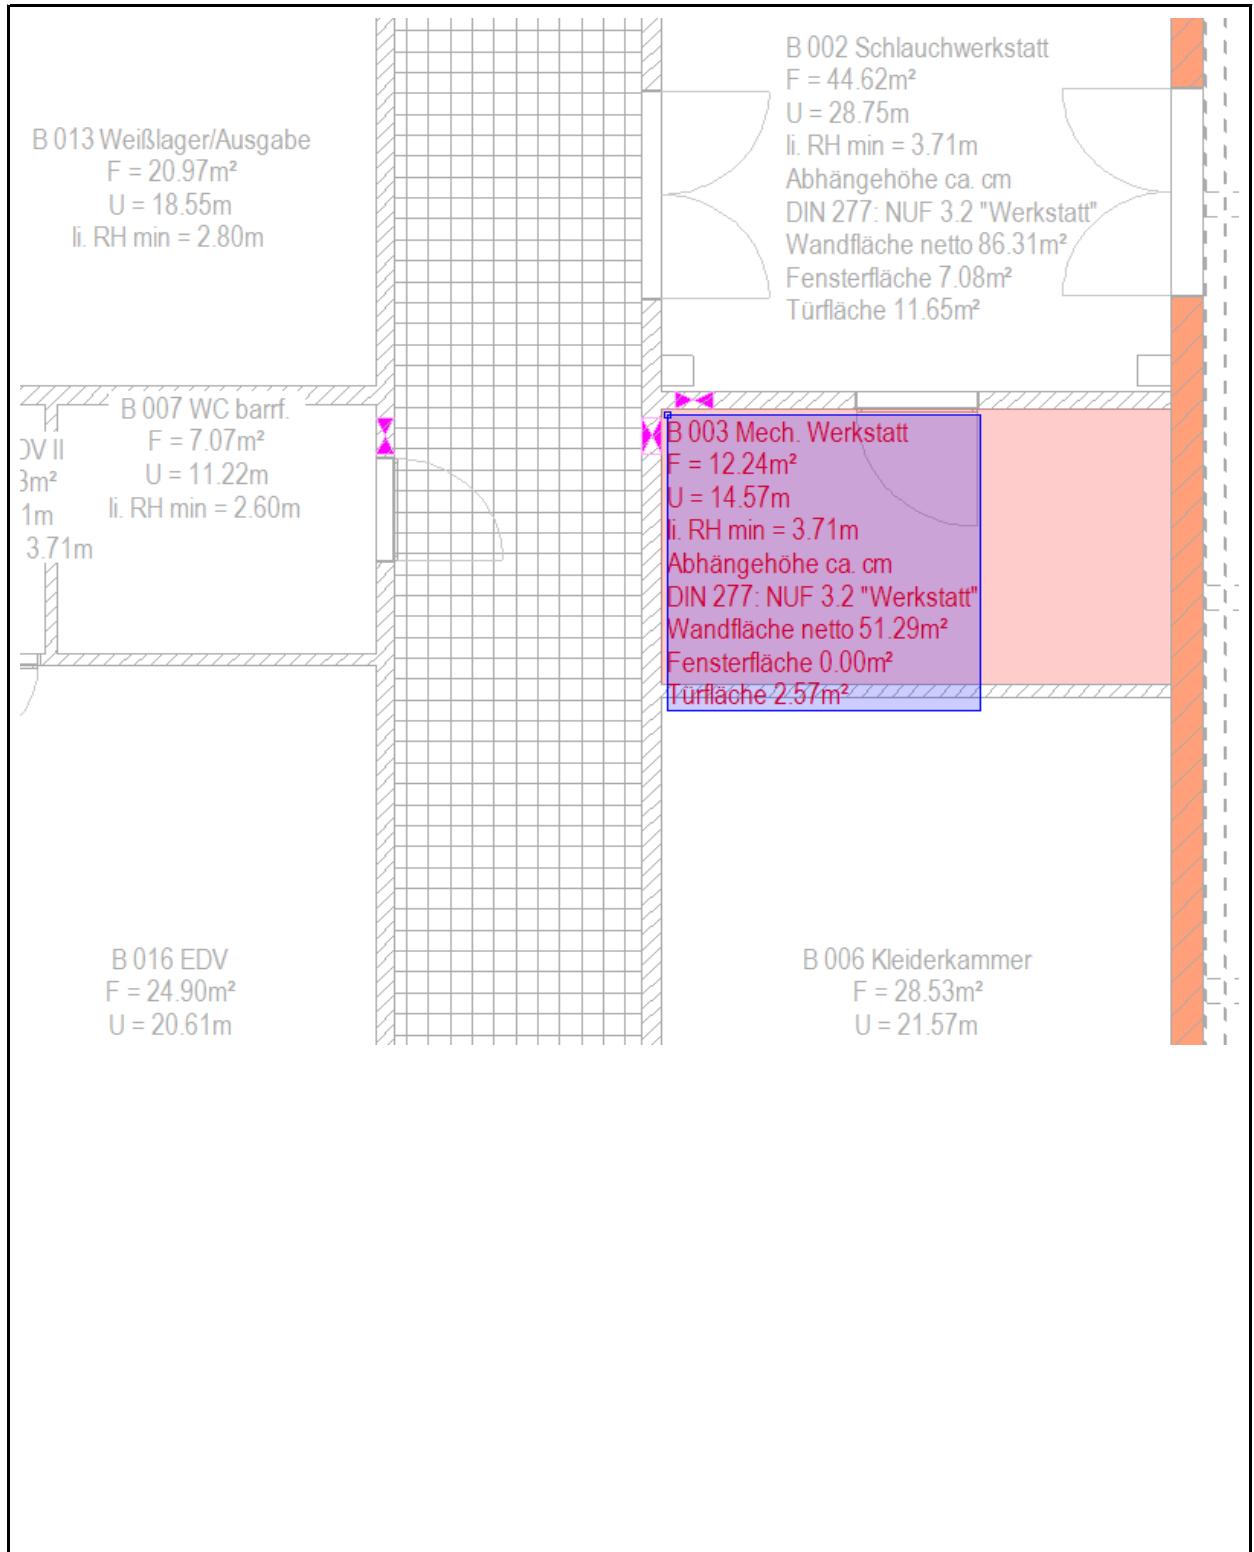 B 002 Schlauchwerkstatt
F = 44.62m²
U = 28.75m
li. RH min = 3.71m
Abhängehöhe ca. cm
DIN 277: NUF 3.2 "Werkstatt"
Wandfläche netto 86.31m²
Fensterfläche 7.08m²
Türfläche 11.65m²
B 013 Weißlager/Ausgabe
F = 20.97m²
U = 18.55m
li. RH min = 2.80m
B 007 WC barrf.
F = 7.07m²
U = 11.22m
li. RH min = 2.60m
DV II
3m²
1m
3.71m
B 003 Mech. Werkstatt
F = 12.24m²
U = 14.57m
li. RH min = 3.71m
Abhängehöhe ca. cm
DIN 277: NUF 3.2 "Werkstatt"
Wandfläche netto 51.29m²
Fensterfläche 0.00m²
Türfläche 2.57m²
B 016 EDV
F = 24.90m²
U = 20.61m
B 006 Kleiderkammer
F = 28.53m²
U = 21.57m